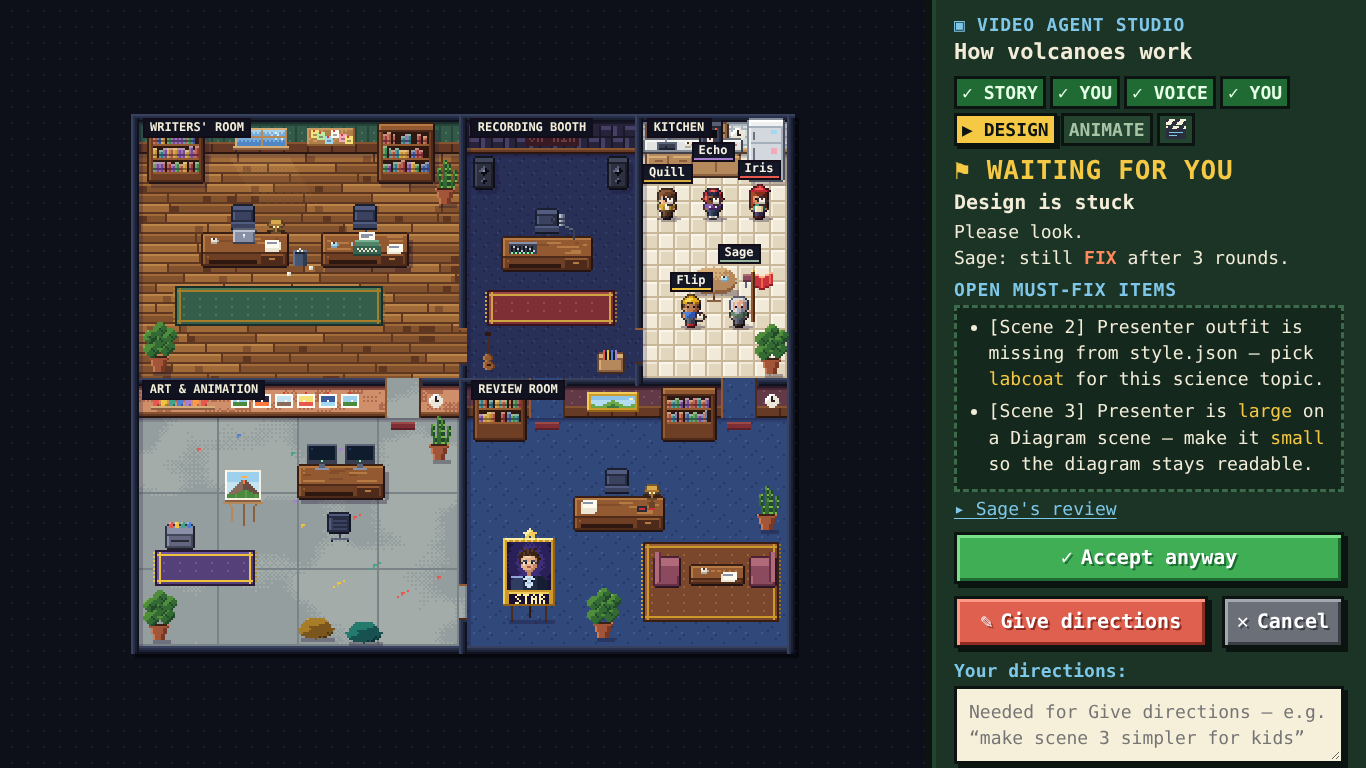 WRITERS' ROOM
RECORDING BOOTH
KITCHEN
Echo
Quill
Iris
Sage
Flip
ART & ANIMATION
REVIEW ROOM
STAR
▣ VIDEO AGENT STUDIO
How volcanoes work
✓ STORY ✓ YOU ✓ VOICE ✓ YOU
▶ DESIGN ANIMATE
⚑ WAITING FOR YOU
Design is stuck
Please look.
Sage: still FIX after 3 rounds.
OPEN MUST-FIX ITEMS
• [Scene 2] Presenter outfit is
missing from style.json — pick
labcoat for this science topic.
• [Scene 3] Presenter is large on
a Diagram scene — make it small
so the diagram stays readable.
▸ Sage's review
✓ Accept anyway
✎ Give directions
✕ Cancel
Your directions:
Needed for Give directions — e.g.
“make scene 3 simpler for kids”